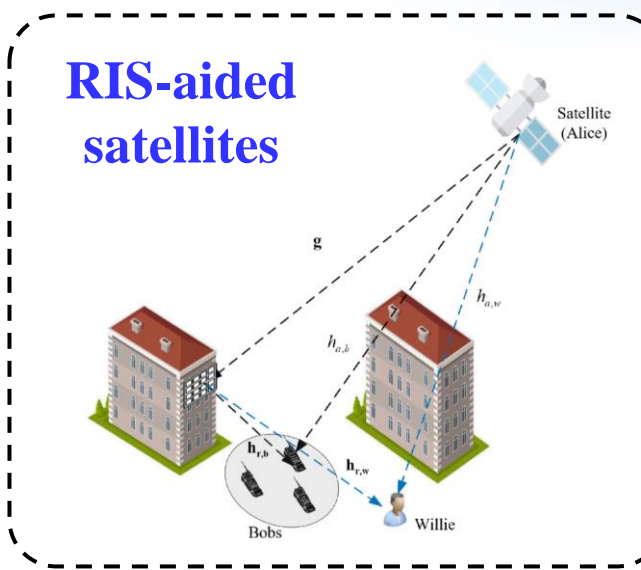 RIS-aided
satellites
Satellite
(Alice)
g
h_{a,w}
h_{a,b}
h_{r,b}
h_{r,w}
Bobs
Willie